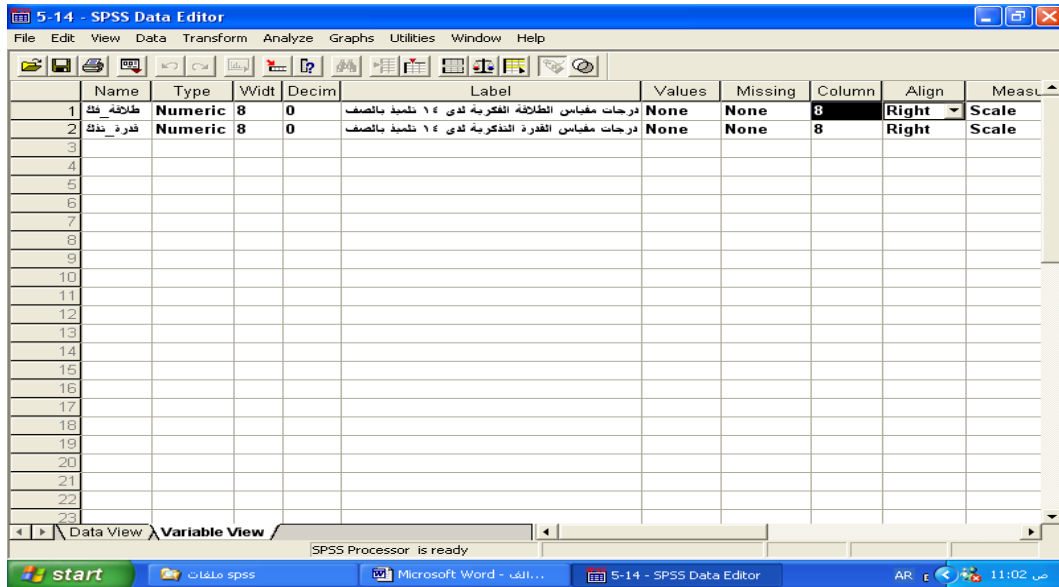 5-14 - SPSS Data Editor
File Edit View Data Transform Analyze Graphs Utilities Window Help
Name Type Widt Decim Label Values Missing Column Align Measu
1 طلاقة_فك Numeric 8 0 درجات مقياس الطلاقة الفكرية لدى ١٤ تلميذ بالصف None None 8 Right Scale
2 قدرة_تذك Numeric 8 0 درجات مقياس القدرة التذكرية لدى ١٤ تلميذ بالصف None None 8 Right Scale
3
4
5
6
7
8
9
10
11
12
13
14
15
16
17
18
19
20
21
22
23
Data View Variable View
SPSS Processor is ready
start ملفات spss Microsoft Word - الف... 5-14 - SPSS Data Editor AR 11:02 ص